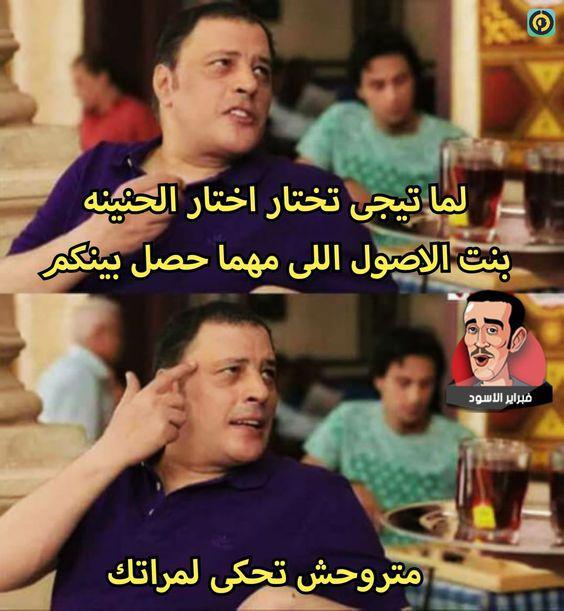 لما تيجى تختار اختار الحنينه
بنت الاصول اللى مهما حصل بينكم
فبراير الاسود
متروحش تحكى لمراتك